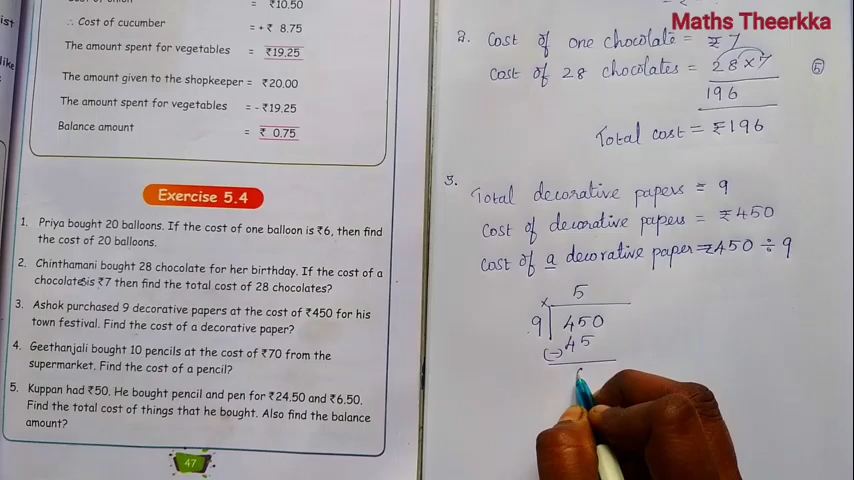 ist
like
= ₹10.50
∴ Cost of cucumber = + ₹ 8.75
The amount spent for vegetables = ₹19.25
The amount given to the shopkeeper = ₹20.00
The amount spent for vegetables = - ₹19.25
Balance amount = ₹ 0.75
Exercise 5.4
1. Priya bought 20 balloons. If the cost of one balloon is ₹6, then find
the cost of 20 balloons.
2. Chinthamani bought 28 chocolate for her birthday. If the cost of a
chocolate is ₹7 then find the total cost of 28 chocolates?
3. Ashok purchased 9 decorative papers at the cost of ₹450 for his
town festival. Find the cost of a decorative paper?
4. Geethanjali bought 10 pencils at the cost of ₹70 from the
supermarket. Find the cost of a pencil?
5. Kuppan had ₹50. He bought pencil and pen for ₹24.50 and ₹6.50.
Find the total cost of things that he bought. Also find the balance
amount?
47
Maths Theerkka
2. Cost of one chocolate = ₹7
Cost of 28 chocolates = 28 × 7
196
Total cost = ₹196
5
3. Total decorative papers = 9
Cost of decorative papers = ₹450
Cost of a decorative paper = ₹450 ÷ 9
× 5
9 450
(-) 45